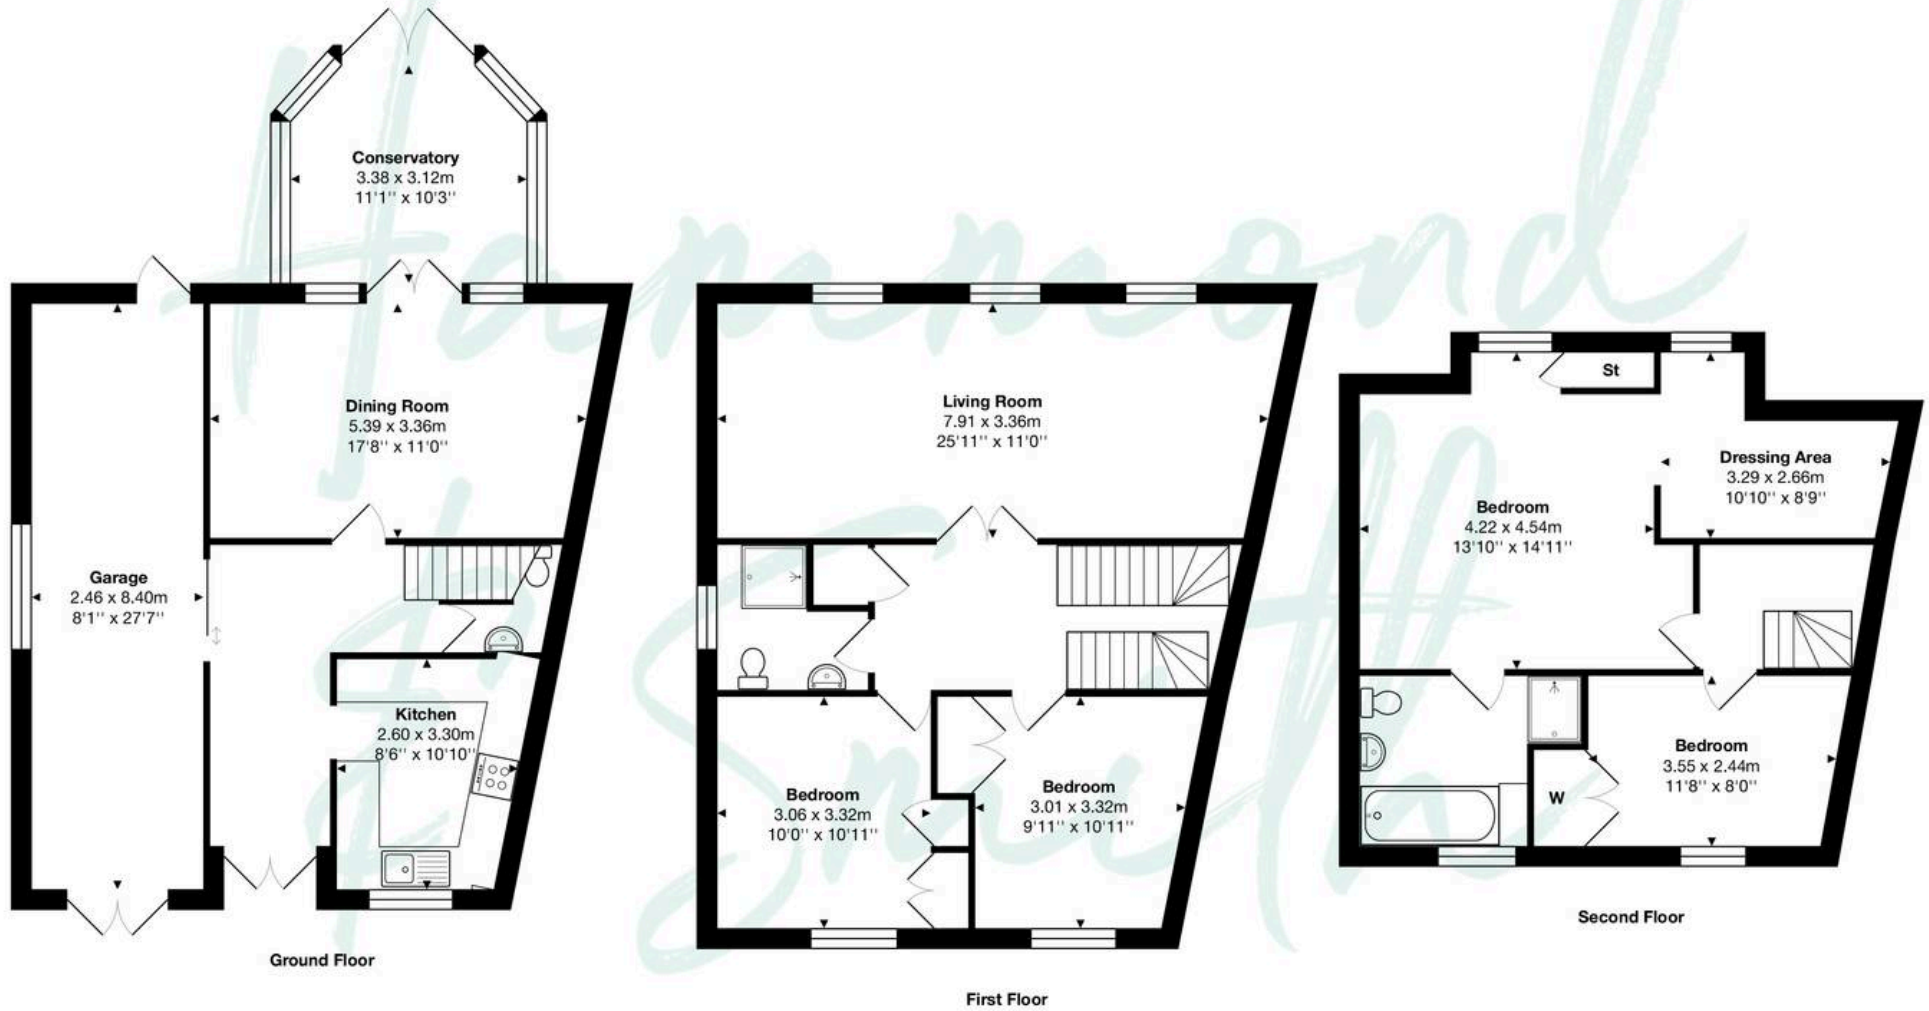 Conservatory
3.38 x 3.12m
11'1'' x 10'3''
Dining Room
5.39 x 3.36m
17'8'' x 11'0''
Garage
2.46 x 8.40m
8'1'' x 27'7''
Kitchen
2.60 x 3.30m
8'6'' x 10'10''
Ground Floor
Living Room
7.91 x 3.36m
25'11'' x 11'0''
Bedroom
3.06 x 3.32m
10'0'' x 10'11''
Bedroom
3.01 x 3.32m
9'11'' x 10'11''
First Floor
St
Dressing Area
3.29 x 2.66m
10'10'' x 8'9''
Bedroom
4.22 x 4.54m
13'10'' x 14'11''
Bedroom
3.55 x 2.44m
11'8'' x 8'0''
W
Second Floor
Hammond
& Smith